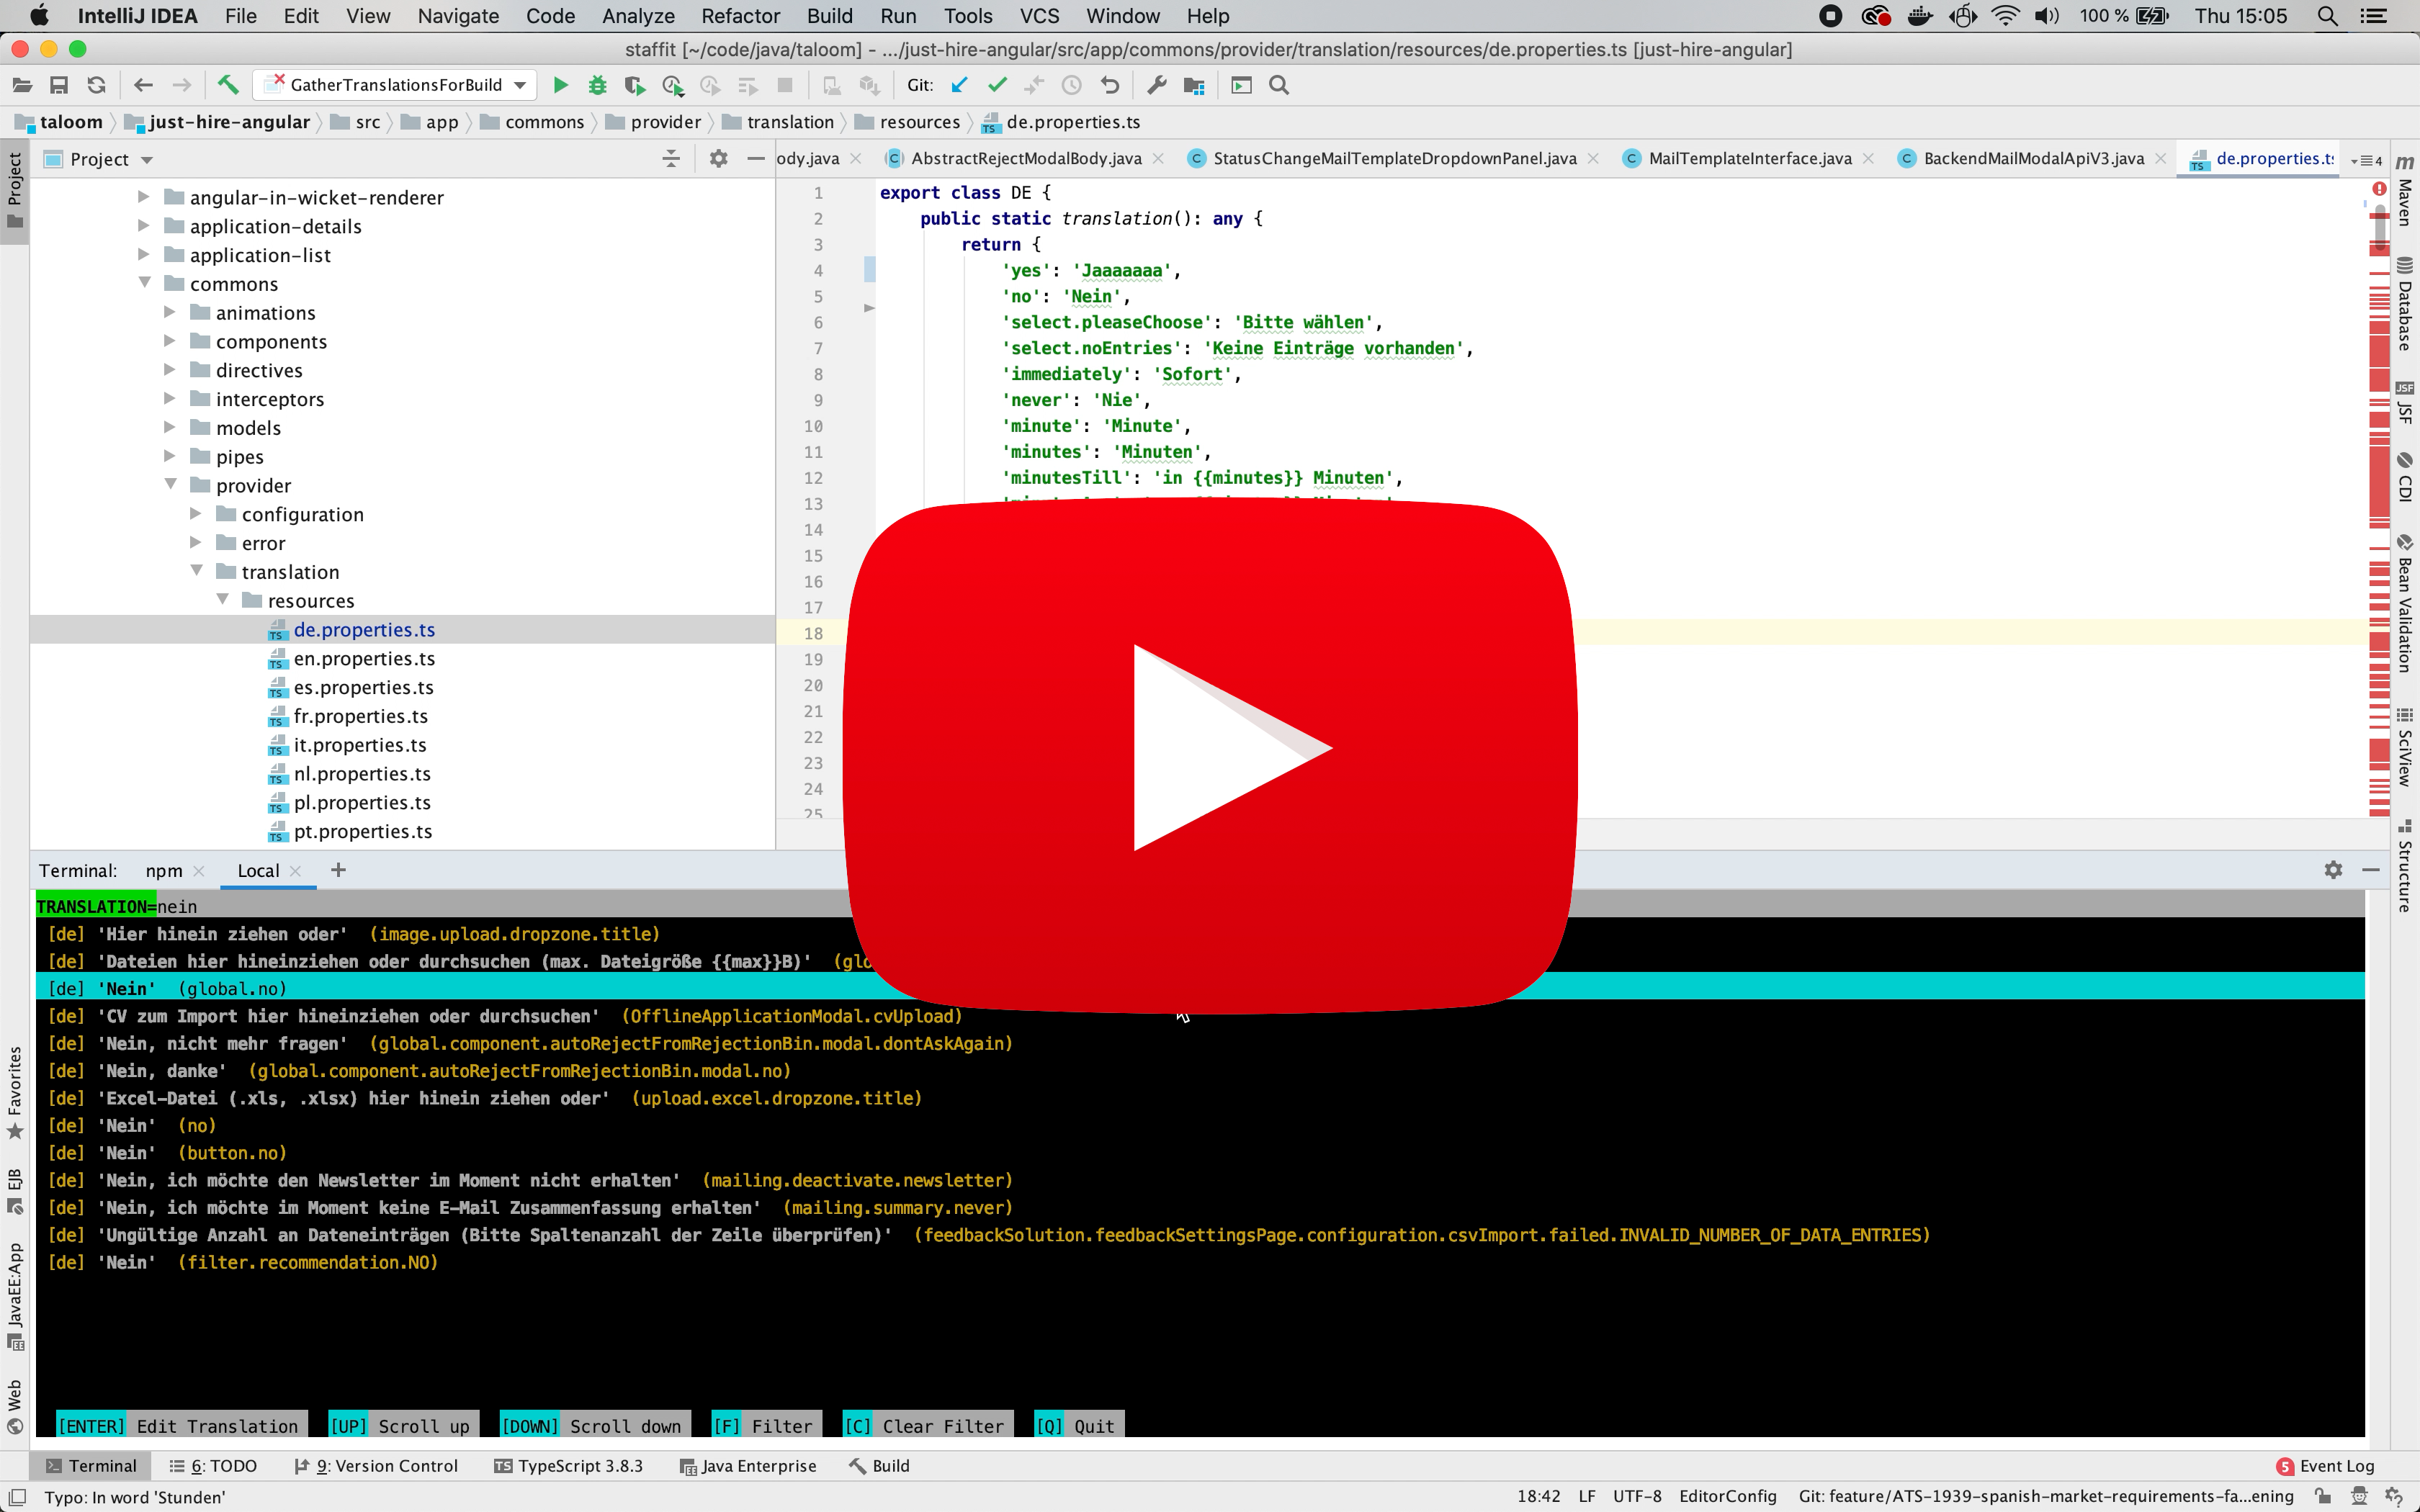 IntelliJ IDEA File Edit View Navigate Code Analyze Refactor Build Run Tools VCS Window Help 100 % Thu 15:05
staffit [~/code/java/taloom] - .../just-hire-angular/src/app/commons/provider/translation/resources/de.properties.ts [just-hire-angular]
GatherTranslationsForBuild Git:
taloom just-hire-angular src app commons provider translation resources de.properties.ts
Project
Project
ody.java AbstractRejectModalBody.java StatusChangeMailTemplateDropdownPanel.java MailTemplateInterface.java BackendMailModalApiV3.java de.properties.t 4
angular-in-wicket-renderer
application-details
application-list
commons
animations
components
directives
interceptors
models
pipes
provider
configuration
error
translation
resources
de.properties.ts
en.properties.ts
es.properties.ts
fr.properties.ts
it.properties.ts
nl.properties.ts
pl.properties.ts
pt.properties.ts
1 export class DE {
2 public static translation(): any {
3 return {
4 'yes': 'Jaaaaaaa',
5 'no': 'Nein',
6 'select.pleaseChoose': 'Bitte wählen',
7 'select.noEntries': 'Keine Einträge vorhanden',
8 'immediately': 'Sofort',
9 'never': 'Nie',
10 'minute': 'Minute',
11 'minutes': 'Minuten',
12 'minutesTill': 'in {{minutes}} Minuten',
13
14
15
16
17
18
19
20
21
22
23
24
25
Maven
Database
JSF
JSF
CDI
Bean Validation
SciView
Structure
Favorites
EJB
JavaEE:App
Web
Terminal: npm Local
TRANSLATION=nein
[de] 'Hier hinein ziehen oder' (image.upload.dropzone.title)
[de] 'Dateien hier hineinziehen oder durchsuchen (max. Dateigröße {{max}}B)' (glo
[de] 'Nein' (global.no)
[de] 'CV zum Import hier hineinziehen oder durchsuchen' (OfflineApplicationModal.cvUpload)
[de] 'Nein, nicht mehr fragen' (global.component.autoRejectFromRejectionBin.modal.dontAskAgain)
[de] 'Nein, danke' (global.component.autoRejectFromRejectionBin.modal.no)
[de] 'Excel-Datei (.xls, .xlsx) hier hinein ziehen oder' (upload.excel.dropzone.title)
[de] 'Nein' (no)
[de] 'Nein' (button.no)
[de] 'Nein, ich möchte den Newsletter im Moment nicht erhalten' (mailing.deactivate.newsletter)
[de] 'Nein, ich möchte im Moment keine E-Mail Zusammenfassung erhalten' (mailing.summary.never)
[de] 'Ungültige Anzahl an Dateneinträgen (Bitte Spaltenanzahl der Zeile überprüfen)' (feedbackSolution.feedbackSettingsPage.configuration.csvImport.failed.INVALID_NUMBER_OF_DATA_ENTRIES)
[de] 'Nein' (filter.recommendation.NO)
[ENTER] Edit Translation [UP] Scroll up [DOWN] Scroll down [F] Filter [C] Clear Filter [Q] Quit
Terminal 6: TODO 9: Version Control TypeScript 3.8.3 Java Enterprise Build 5 Event Log
Typo: In word 'Stunden' 18:42 LF UTF-8 EditorConfig Git: feature/ATS-1939-spanish-market-requirements-fa...ening